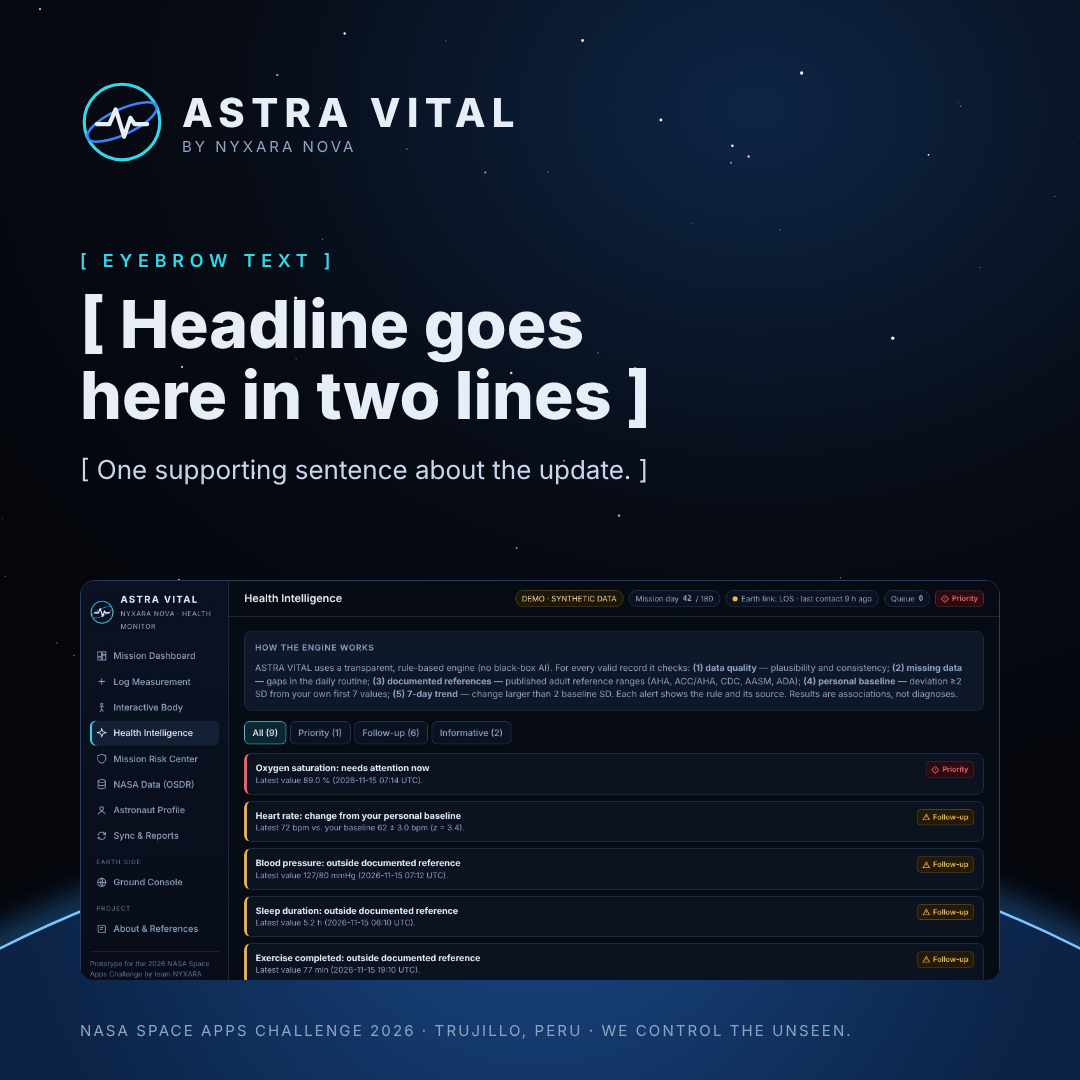 ASTRA VITAL
BY NYXARA NOVA
[ EYEBROW TEXT ]
[ Headline goes
here in two lines ]
[ One supporting sentence about the update. ]
ASTRA VITAL
NYXARA NOVA · HEALTH
MONITOR
Mission Dashboard
Log Measurement
Interactive Body
Health Intelligence
Mission Risk Center
NASA Data (OSDR)
Astronaut Profile
Sync & Reports
EARTH SIDE
Ground Console
PROJECT
About & References
Prototype for the 2026 NASA Space
Apps Challenge by team NYXARA
Health Intelligence
DEMO · SYNTHETIC DATA
Mission day 42 / 180
Earth link: LOS · last contact 9 h ago
Queue 0
Priority
HOW THE ENGINE WORKS
ASTRA VITAL uses a transparent, rule-based engine (no black-box AI). For every valid record it checks: (1) data quality — plausibility and consistency; (2) missing data
— gaps in the daily routine; (3) documented references — published adult reference ranges (AHA, ACC/AHA, CDC, AASM, ADA); (4) personal baseline — deviation ≥2
SD from your own first 7 values; (5) 7-day trend — change larger than 2 baseline SD. Each alert shows the rule and its source. Results are associations, not diagnoses.
All (9)
Priority (1)
Follow-up (6)
Informative (2)
Oxygen saturation: needs attention now
Latest value 89.0 % (2026-11-15 07:14 UTC).
Priority
Heart rate: change from your personal baseline
Latest 72 bpm vs. your baseline 62 ± 3.0 bpm (z = 3.4).
Follow-up
Blood pressure: outside documented reference
Latest value 127/80 mmHg (2026-11-15 07:12 UTC).
Follow-up
Sleep duration: outside documented reference
Latest value 5.2 h (2026-11-15 06:10 UTC).
Follow-up
Exercise completed: outside documented reference
Latest value 77 min (2026-11-15 19:10 UTC).
Follow-up
NASA SPACE APPS CHALLENGE 2026 · TRUJILLO, PERU · WE CONTROL THE UNSEEN.